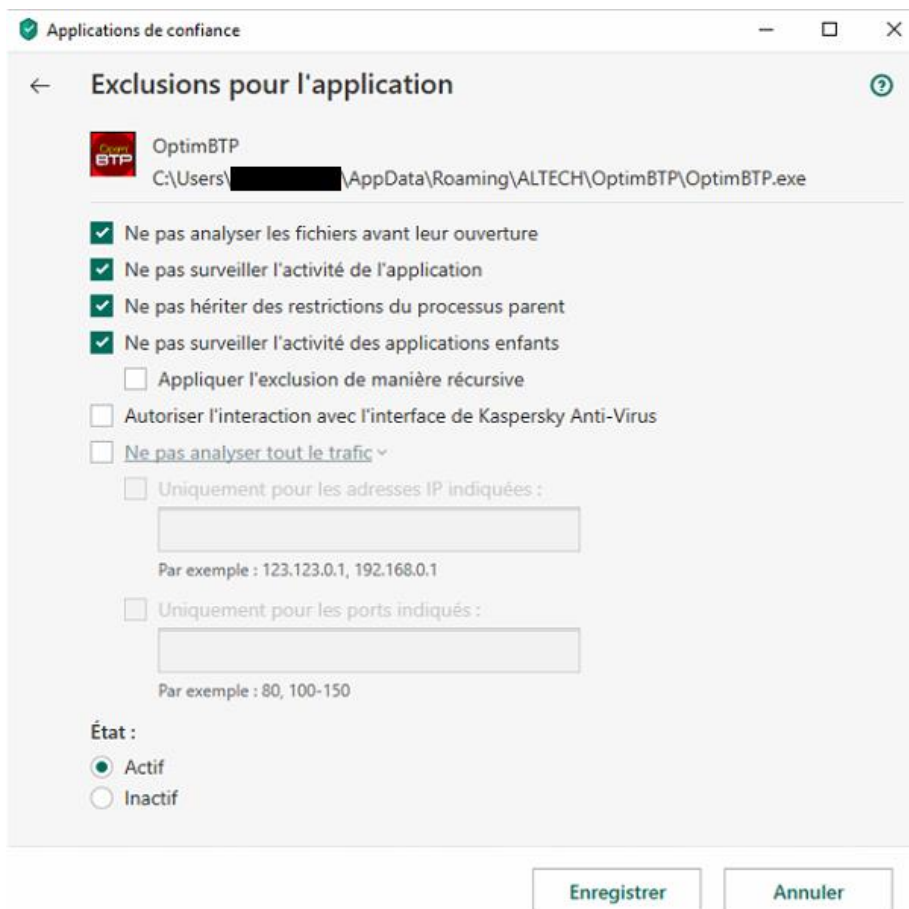 Applications de confiance
Exclusions pour l'application
OptimBTP
C:\Users\ \AppData\Roaming\ALTECH\OptimBTP\OptimBTP.exe
Ne pas analyser les fichiers avant leur ouverture
Ne pas surveiller l'activité de l'application
Ne pas hériter des restrictions du processus parent
Ne pas surveiller l'activité des applications enfants
Appliquer l'exclusion de manière récursive
Autoriser l'interaction avec l'interface de Kaspersky Anti-Virus
Ne pas analyser tout le trafic
Uniquement pour les adresses IP indiquées :
Par exemple : 123.123.0.1, 192.168.0.1
Uniquement pour les ports indiqués :
Par exemple : 80, 100-150
État :
Actif
Inactif
Enregistrer Annuler